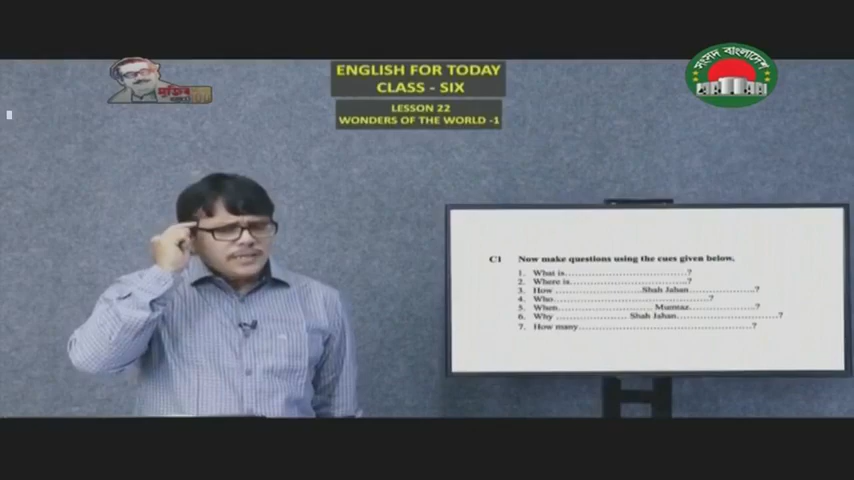 মুজিব
সংসদ বাংলাদেশ
ENGLISH FOR TODAY
CLASS - SIX
LESSON 22
WONDERS OF THE WORLD -1
C1 Now make questions using the cues given below.
1. What is..............................................?
2. Where is............................................?
3. How .............................Shah Jahan......................?
4. Who......................................................?
5. When............................... Mumtaz......................?
6. Why ........................ Shah Jahan..................................?
7. How many..........................................................?